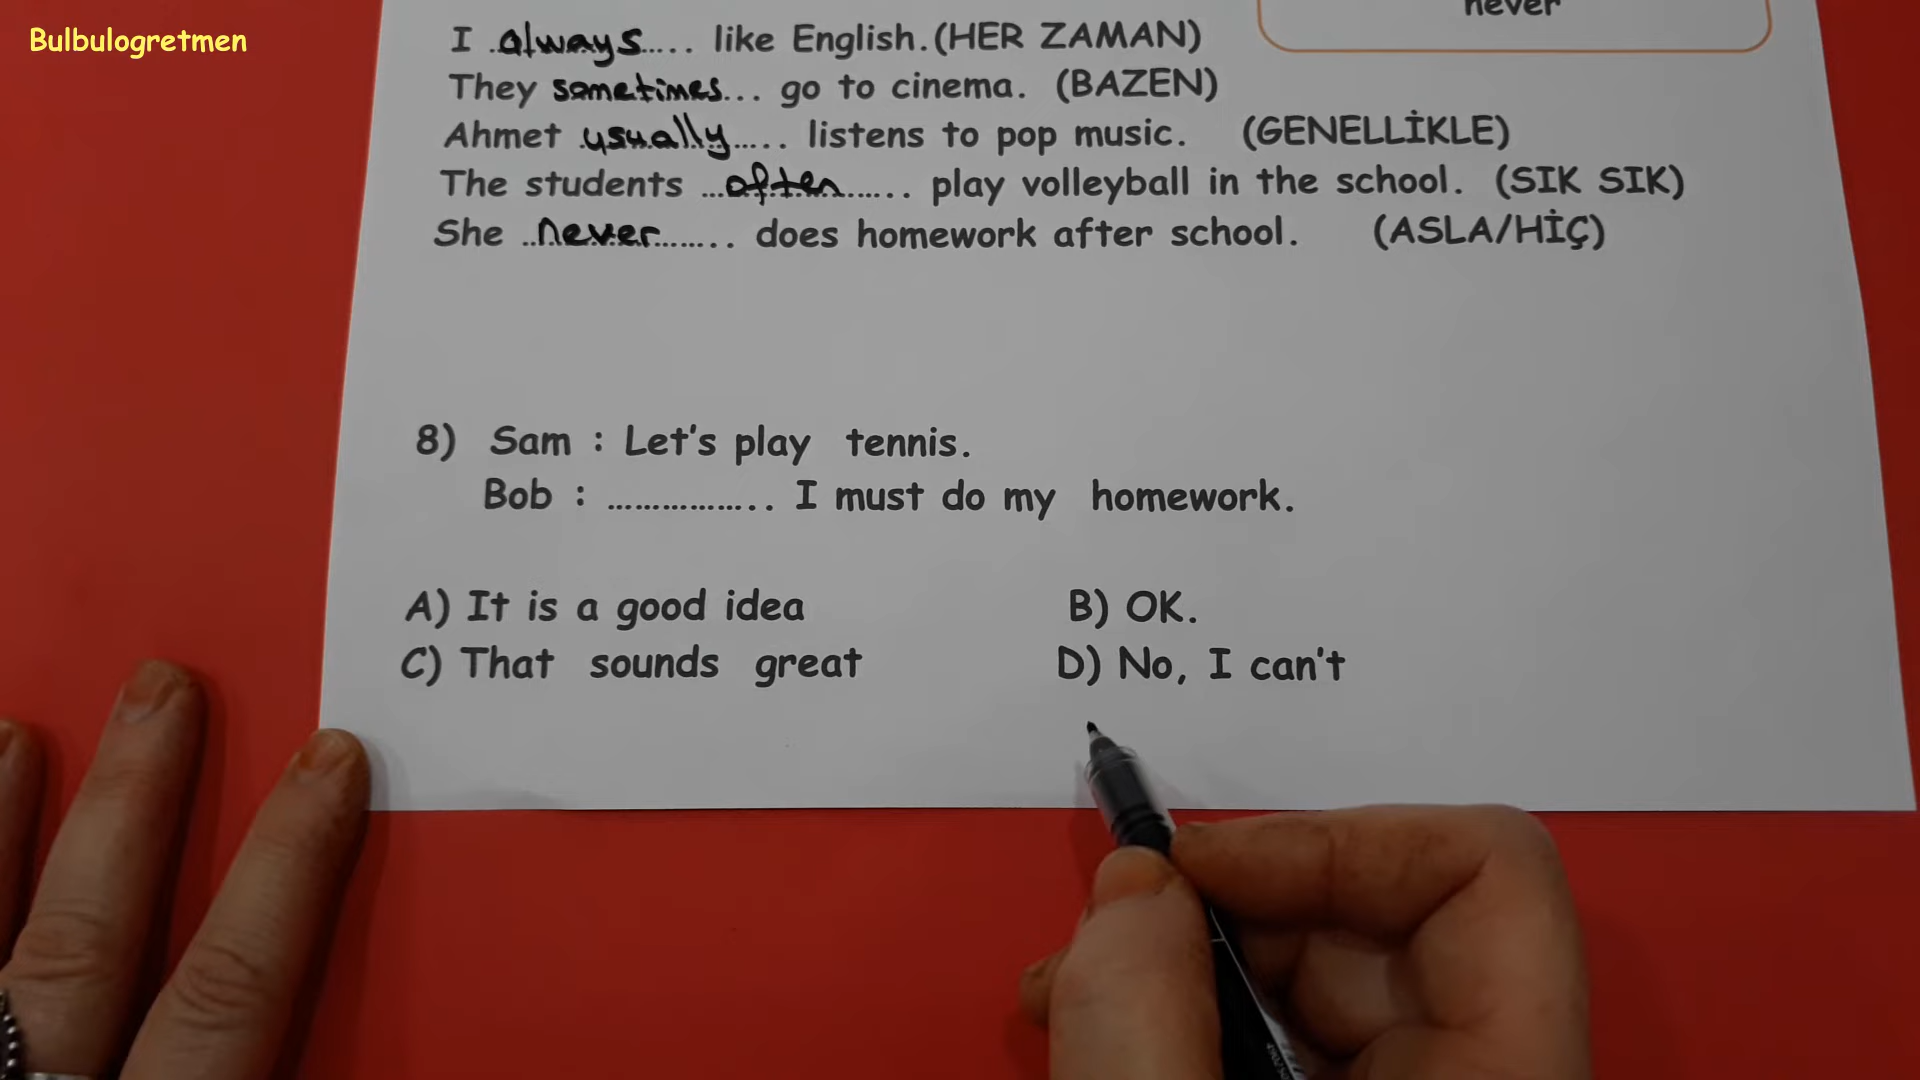 Bulbulogretmen
never
I always..... like English.(HER ZAMAN)
They sometimes... go to cinema. (BAZEN)
Ahmet usually..... listens to pop music. (GENELLİKLE)
The students ...often....... play volleyball in the school. (SIK SIK)
She ..never........ does homework after school. (ASLA/HİÇ)
8) Sam : Let's play tennis.
Bob : ................. I must do my homework.
A) It is a good idea B) OK.
C) That sounds great D) No, I can't